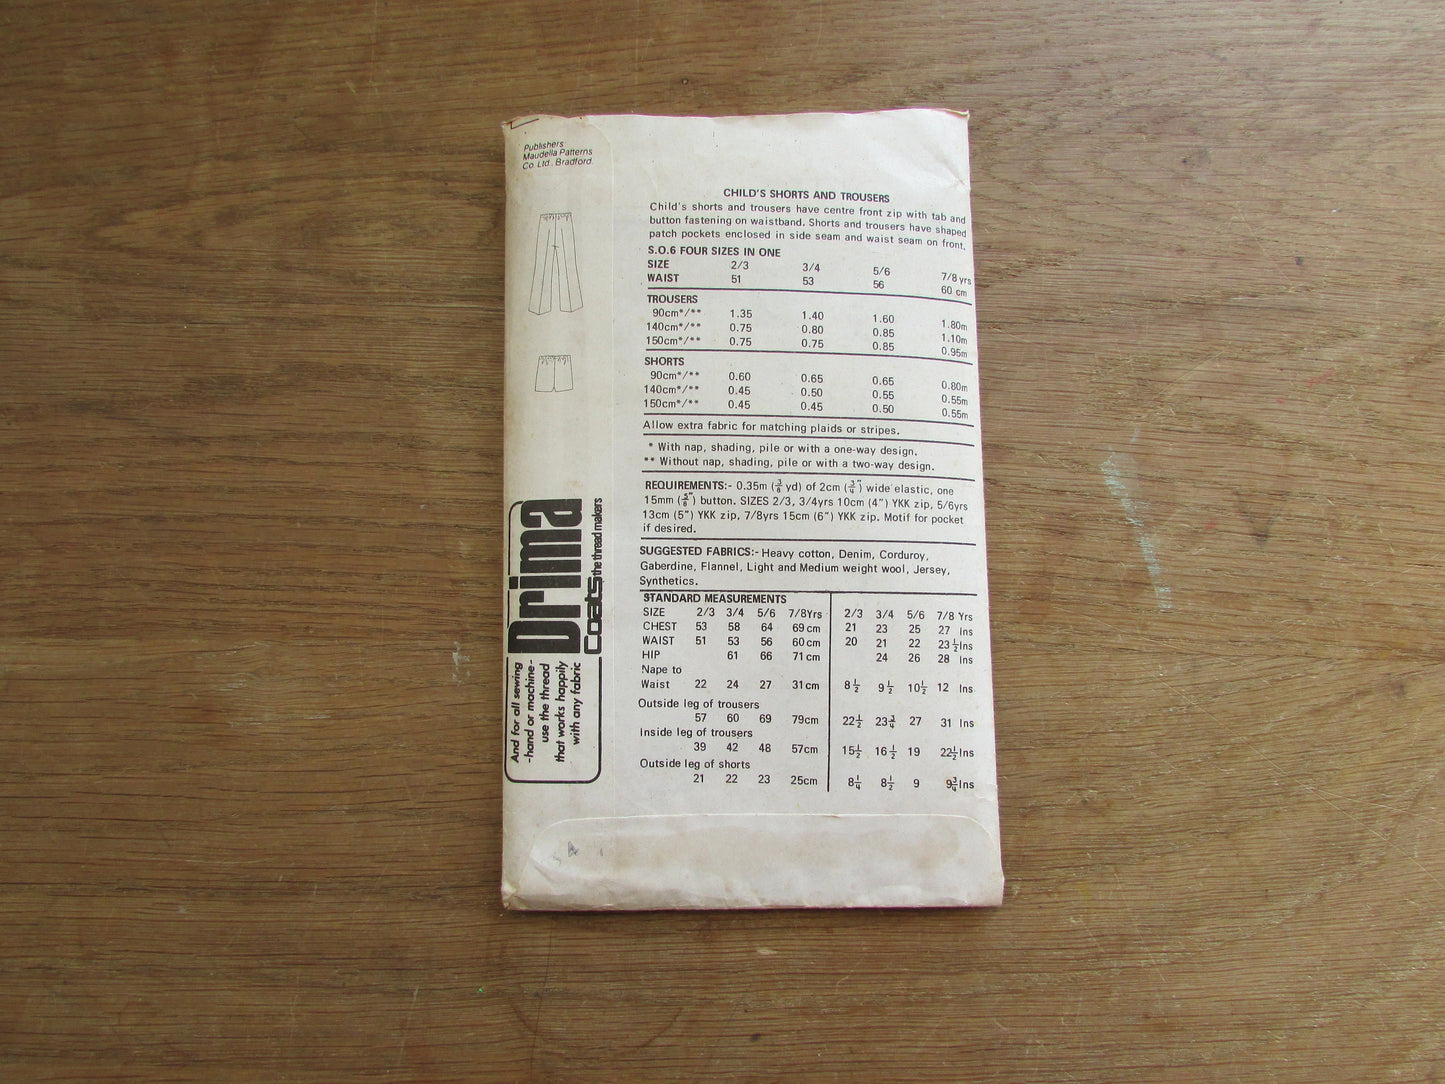 Publishers
Maudella Patterns
Co. Ltd. Bradford.
CHILD'S SHORTS AND TROUSERS
Child's shorts and trousers have centre front zip with tab and
button fastening on waistband. Shorts and trousers have shaped
patch pockets enclosed in side seam and waist seam on front.
S.O.6 FOUR SIZES IN ONE
SIZE 2/3 3/4 5/6 7/8 yrs
WAIST 51 53 56 60 cm
TROUSERS
90cm*/** 1.35 1.40 1.60 1.80m
140cm*/** 0.75 0.80 0.85 1.10m
150cm*/** 0.75 0.75 0.85 0.95m
SHORTS
90cm*/** 0.60 0.65 0.65 0.80m
140cm*/** 0.45 0.50 0.55 0.55m
150cm*/** 0.45 0.45 0.50 0.55m
Allow extra fabric for matching plaids or stripes.
* With nap, shading, pile or with a one-way design.
** Without nap, shading, pile or with a two-way design.
REQUIREMENTS:- 0.35m (3/8 yd) of 2cm (3/4") wide elastic, one
15mm (5/8") button. SIZES 2/3, 3/4yrs 10cm (4") YKK zip, 5/6yrs
13cm (5") YKK zip, 7/8yrs 15cm (6") YKK zip. Motif for pocket
if desired.
SUGGESTED FABRICS:- Heavy cotton, Denim, Corduroy,
Gaberdine, Flannel, Light and Medium weight wool, Jersey,
Synthetics.
STANDARD MEASUREMENTS
SIZE 2/3 3/4 5/6 7/8Yrs 2/3 3/4 5/6 7/8 Yrs
CHEST 53 58 64 69cm 21 23 25 27 Ins
WAIST 51 53 56 60cm 20 21 22 23½Ins
HIP 61 66 71cm 24 26 28 Ins
Nape to
Waist 22 24 27 31cm 8½ 9½ 10½ 12 Ins
Outside leg of trousers
57 60 69 79cm 22½ 23¾ 27 31 Ins
Inside leg of trousers
39 42 48 57cm 15½ 16½ 19 22½Ins
Outside leg of shorts
21 22 23 25cm 8¼ 8½ 9 9¾Ins
Drima
Coats the thread makers
And for all sewing
-hand or machine-
use the thread
that works happily
with any fabric